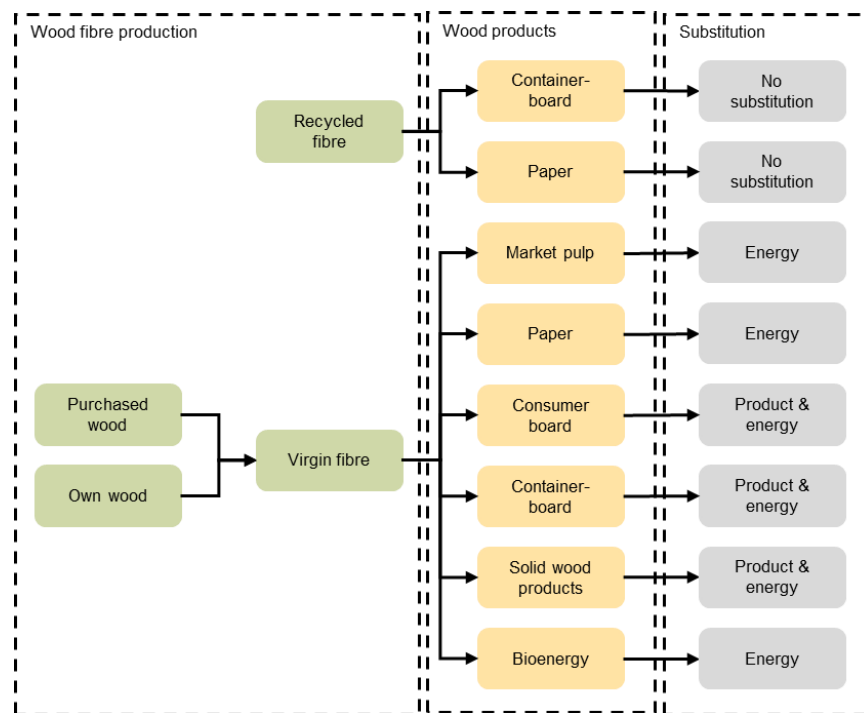 Wood fibre production
Wood products
Substitution
Recycled
fibre
Container-
board
No
substitution
Paper
No
substitution
Market pulp
Energy
Paper
Energy
Purchased
wood
Own wood
Virgin fibre
Consumer
board
Product &
energy
Container-
board
Product &
energy
Solid wood
products
Product &
energy
Bioenergy
Energy